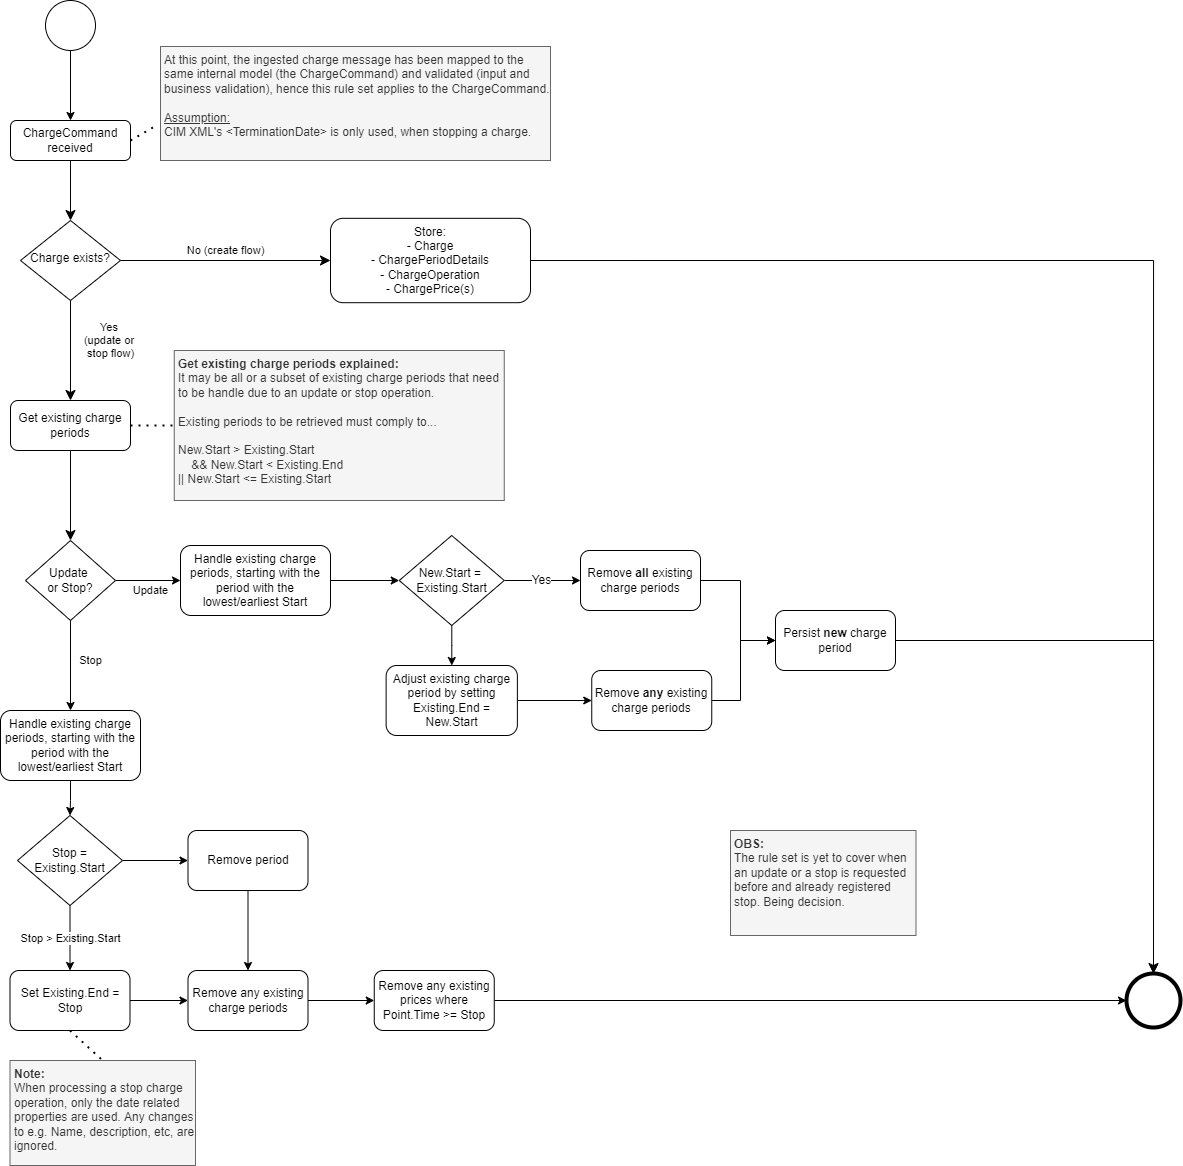 At this point, the ingested charge message has been mapped to the
same internal model (the ChargeCommand) and validated (input and
business validation), hence this rule set applies to the ChargeCommand.
Assumption:
CIM XML's <TerminationDate> is only used, when stopping a charge.
ChargeCommand
received
Charge exists?
No (create flow)
Store:
- Charge
- ChargePeriodDetails
- ChargeOperation
- ChargePrice(s)
Yes
(update or
stop flow)
Get existing charge periods explained:
It may be all or a subset of existing charge periods that need
to be handle due to an update or stop operation.
Existing periods to be retrieved must comply to...
New.Start > Existing.Start
&& New.Start < Existing.End
|| New.Start <= Existing.Start
Get existing charge
periods
Update
or Stop?
Update
Handle existing charge
periods, starting with the
period with the
lowest/earliest Start
New.Start =
Existing.Start
Yes
Remove all existing
charge periods
Persist new charge
period
Adjust existing charge
period by setting
Existing.End =
New.Start
Remove any existing
charge periods
Stop
Handle existing charge
periods, starting with the
period with the
lowest/earliest Start
Stop =
Existing.Start
Remove period
OBS:
The rule set is yet to cover when
an update or a stop is requested
before and already registered
stop. Being decision.
Stop > Existing.Start
Set Existing.End =
Stop
Remove any existing
charge periods
Remove any existing
prices where
Point.Time >= Stop
Note:
When processing a stop charge
operation, only the date related
properties are used. Any changes
to e.g. Name, description, etc, are
ignored.